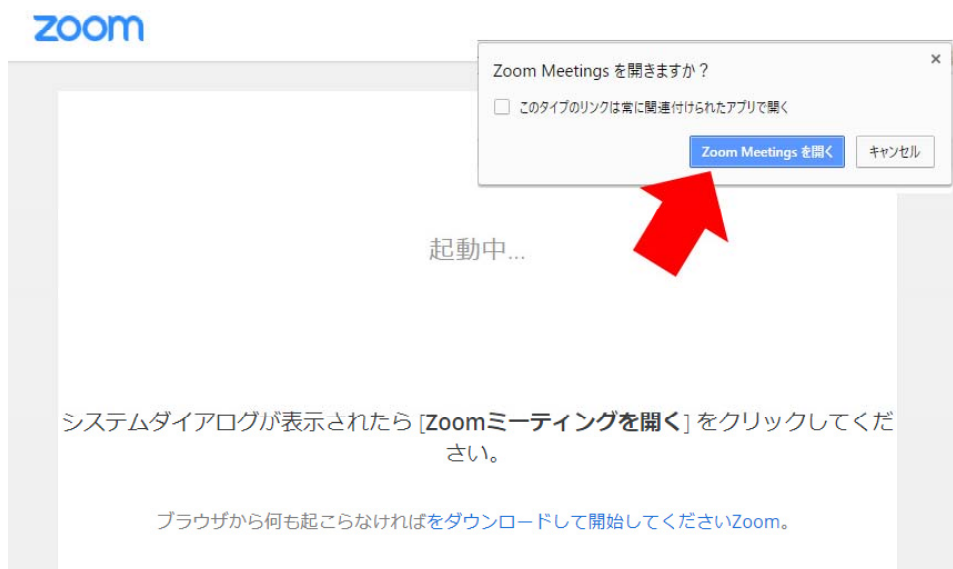 zoom
Zoom Meetings を開きますか？
×
このタイプのリンクは常に関連付けられたアプリで開く
Zoom Meetings を開く
キャンセル
起動中...
システムダイアログが表示されたら [Zoomミーティングを開く] をクリックしてくだ
さい。
ブラウザから何も起こらなければをダウンロードして開始してくださいZoom。